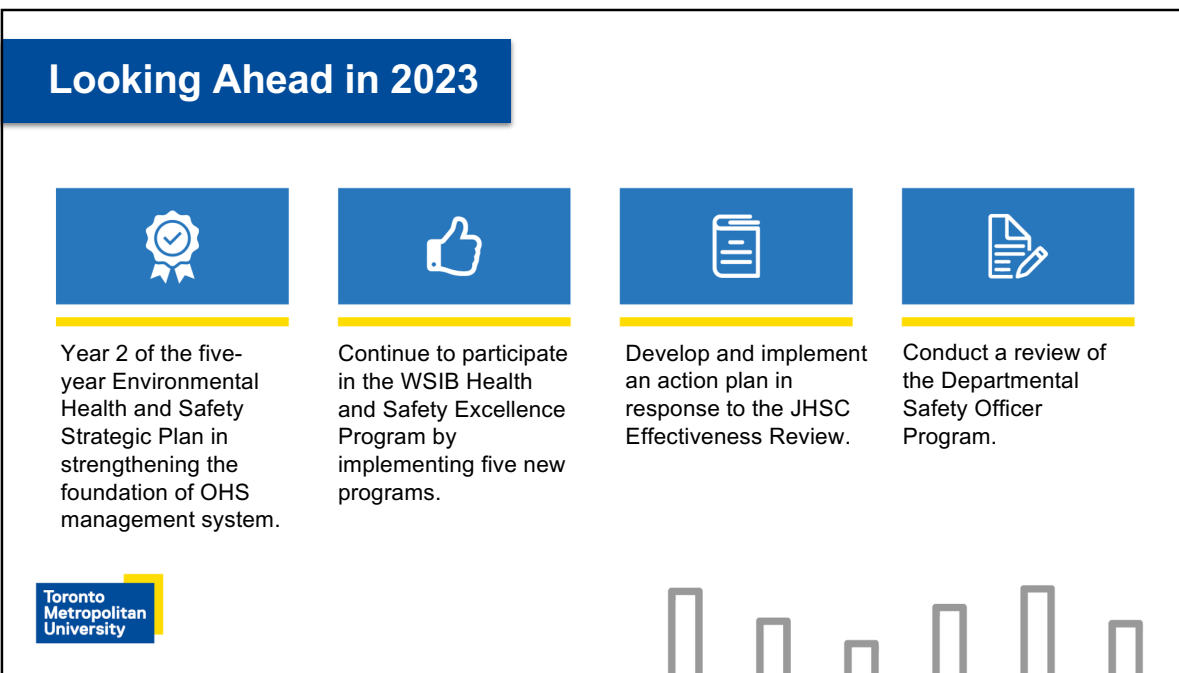 Looking Ahead in 2023
Year 2 of the five-
year Environmental
Health and Safety
Strategic Plan in
strengthening the
foundation of OHS
management system.
Continue to participate
in the WSIB Health
and Safety Excellence
Program by
implementing five new
programs.
Develop and implement
an action plan in
response to the JHSC
Effectiveness Review.
Conduct a review of
the Departmental
Safety Officer
Program.
Toronto
Metropolitan
University